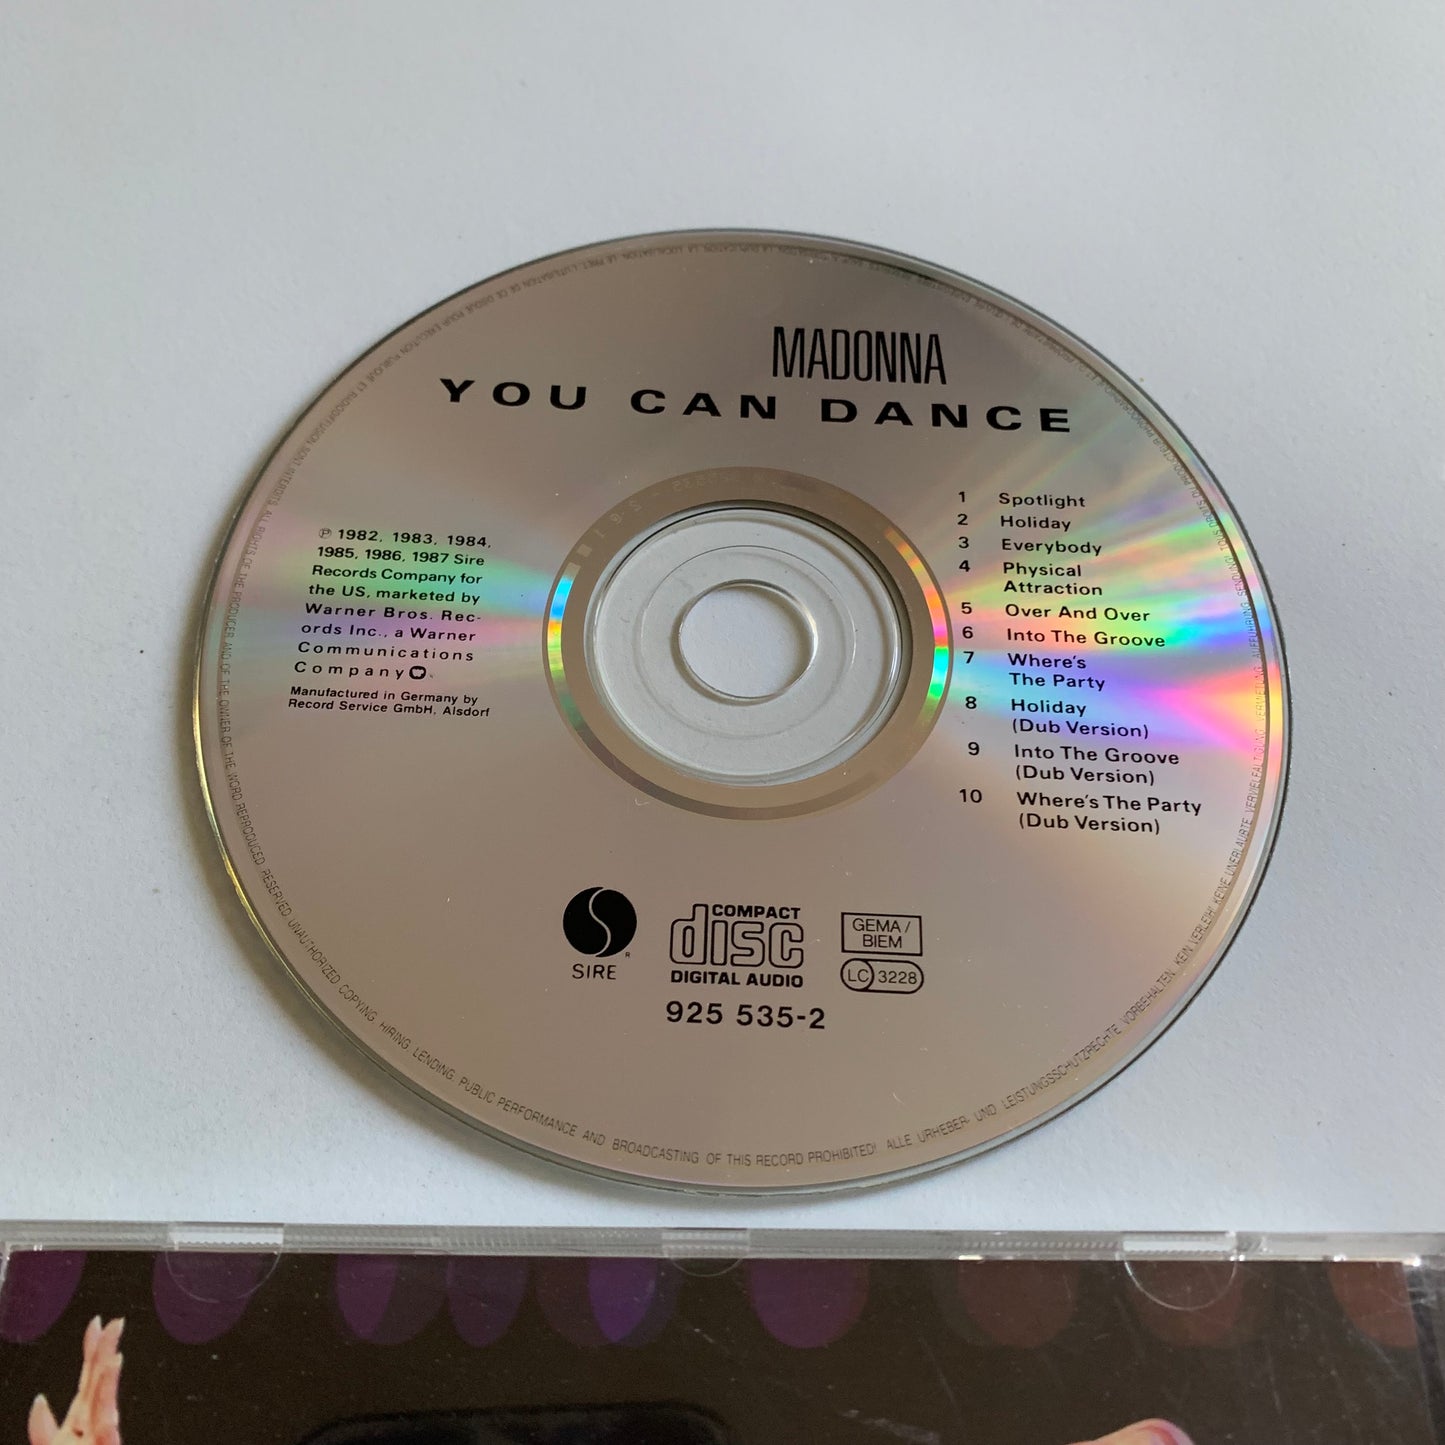 MADONNA
YOU CAN DANCE
℗ 1982, 1983, 1984,
1985, 1986, 1987 Sire
Records Company for
the US, marketed by
Warner Bros. Rec-
ords Inc., a Warner
Communications
Company
Manufactured in Germany by
Record Service GmbH, Alsdorf
1 Spotlight
2 Holiday
3 Everybody
4 Physical
Attraction
5 Over And Over
6 Into The Groove
7 Where's
The Party
8 Holiday
(Dub Version)
9 Into The Groove
(Dub Version)
10 Where's The Party
(Dub Version)
SIRE
®
COMPACT
disc
DIGITAL AUDIO
GEMA/
BIEM
LC 3228
925 535-2
ALL RIGHTS OF THE PRODUCER AND OF THE OWNER OF THE WORD REPRODUCED RESERVED. UNAUTHORIZED COPYING, HIRING, LENDING, PUBLIC PERFORMANCE AND BROADCASTING OF THIS RECORD PROHIBITED! ALLE URHEBER- UND LEISTUNGSSCHUTZRECHTE VORBEHALTEN. KEIN VERLEIH! KEINE UNERLAUBTE VERVIELFÄLTIGUNG, VERMIETUNG, AUFFÜHRUNG, SENDUNG!